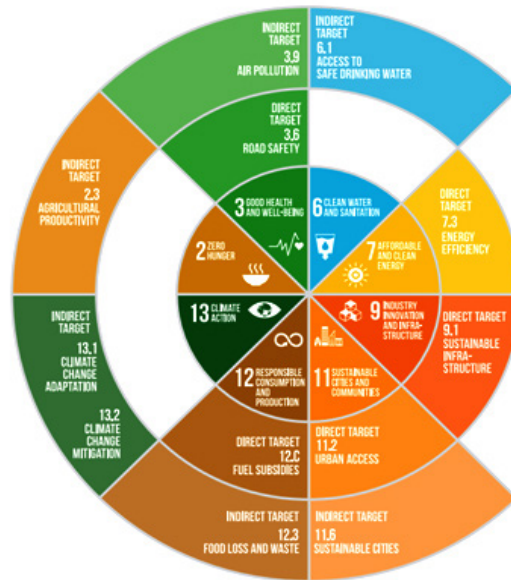 INDIRECT
TARGET
3.9
AIR POLLUTION
INDIRECT
TARGET
6.1
ACCESS TO
SAFE DRINKING WATER
DIRECT
TARGET
3.6
ROAD SAFETY
INDIRECT
TARGET
2.3
AGRICULTURAL
PRODUCTIVITY
3 GOOD HEALTH
AND WELL-BEING
6 CLEAN WATER
AND SANITATION
DIRECT
TARGET
7.3
ENERGY
EFFICIENCY
2 ZERO
HUNGER
7 AFFORDABLE
AND CLEAN
ENERGY
13 CLIMATE
ACTION
9 INDUSTRY
INNOVATION
AND INFRA-
STRUCTURE
DIRECT TARGET
9.1
SUSTAINABLE
INFRA-
STRUCTURE
INDIRECT
TARGET
13.1
CLIMATE
CHANGE
ADAPTATION
13.2
CLIMATE
CHANGE
MITIGATION
12 RESPONSIBLE
CONSUMPTION
AND
PRODUCTION
11 SUSTAINABLE
CITIES AND
COMMUNITIES
DIRECT TARGET
12.C
FUEL SUBSIDIES
DIRECT TARGET
11.2
URBAN ACCESS
INDIRECT TARGET
12.3
FOOD LOSS AND WASTE
INDIRECT TARGET
11.6
SUSTAINABLE CITIES